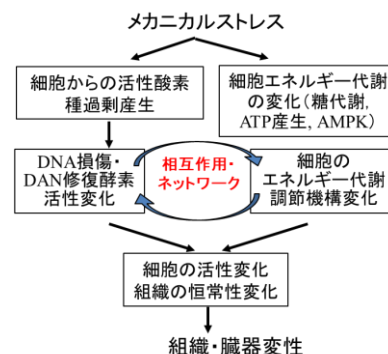 メカニカルストレス
細胞からの活性酸素
種過剰産生
細胞エネルギー代謝
の変化(糖代謝,
ATP産生, AMPK)
DNA損傷・
DAN修復酵素
活性変化
相互作用・
ネットワーク
細胞の
エネルギー代謝
調節機構変化
細胞の活性変化
組織の恒常性変化
組織・臓器変性